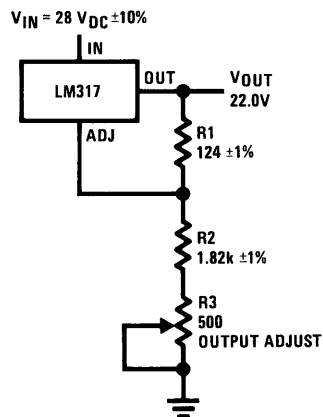 VIN = 28 VDC ±10%
IN
LM317
OUT
VOUT
22.0V
ADJ
R1
124 ±1%
R2
1.82k ±1%
R3
500
OUTPUT ADJUST